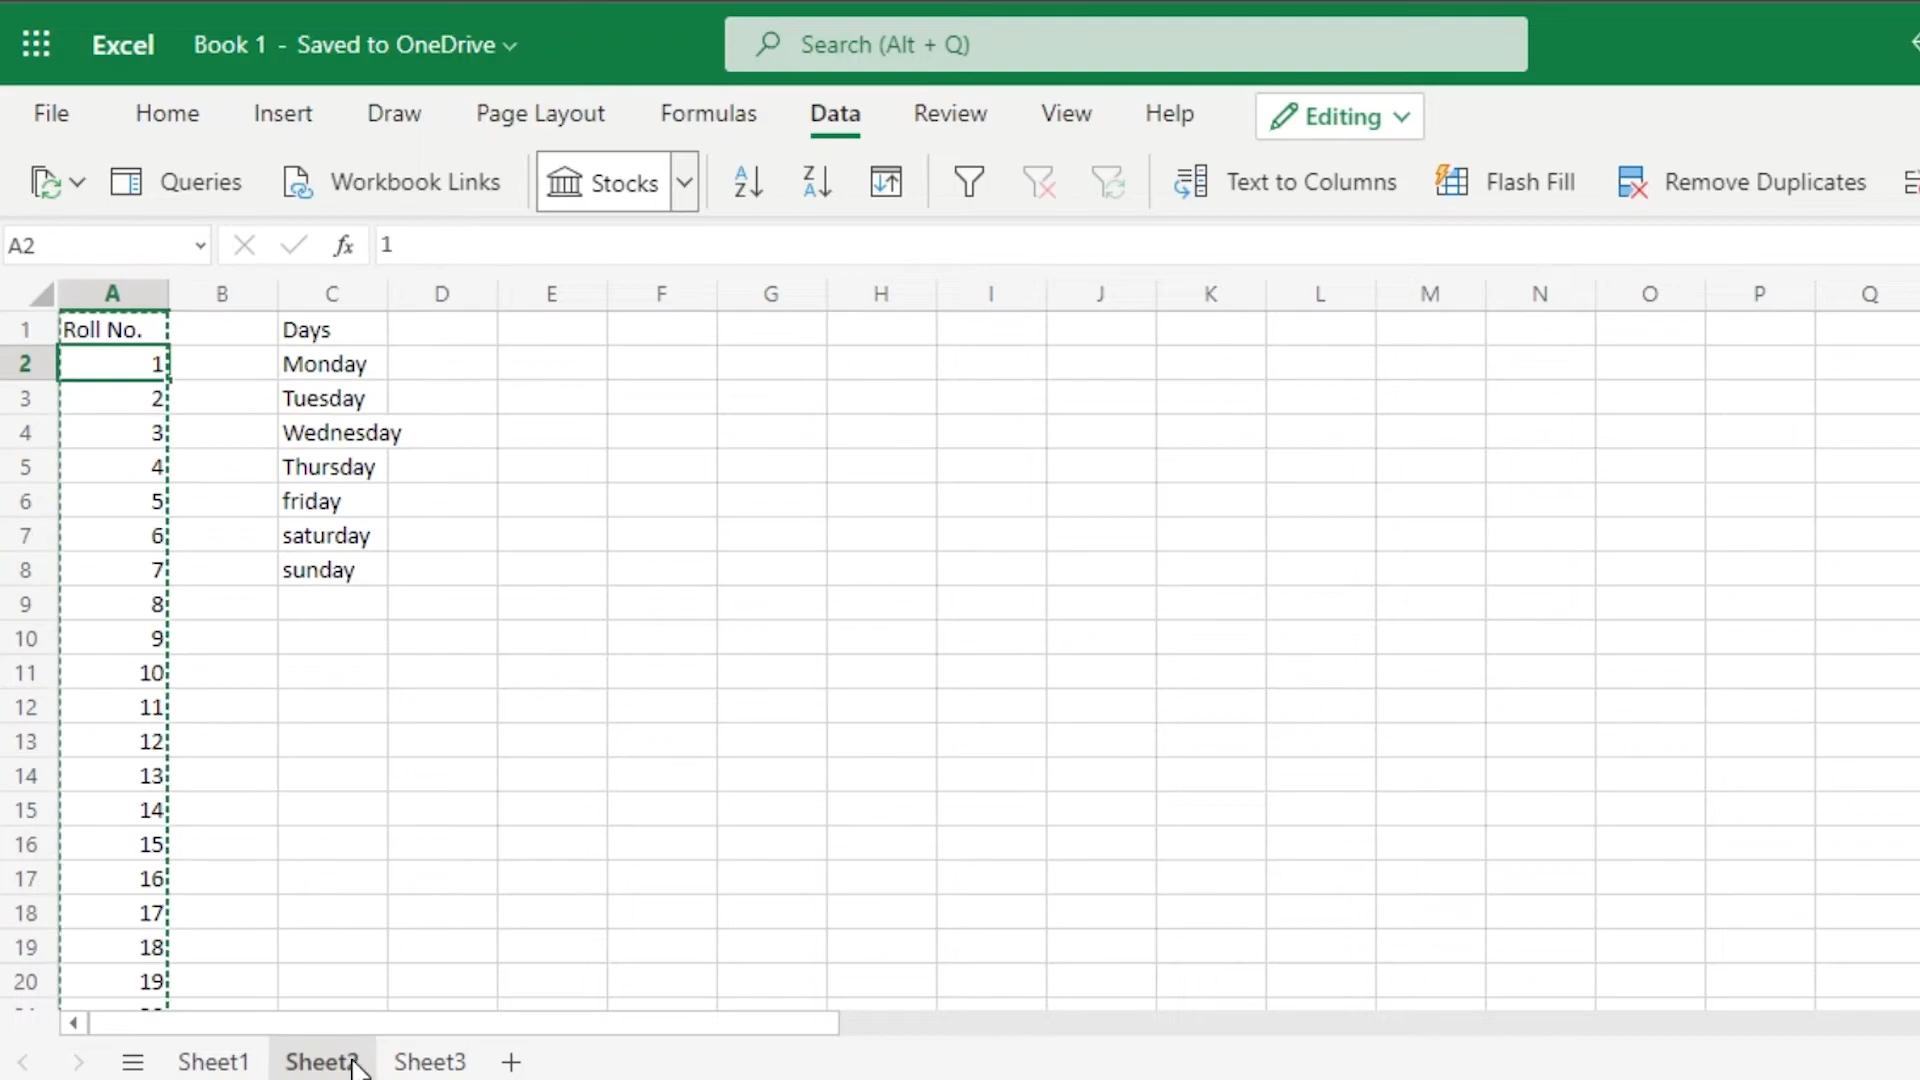 Excel Book 1 - Saved to OneDrive Search (Alt + Q)
File Home Insert Draw Page Layout Formulas Data Review View Help Editing
Queries Workbook Links Stocks Text to Columns Flash Fill Remove Duplicates
A2 fx 1
A B C D E F G H I J K L M N O P Q
1 Roll No. Days
2 1 Monday
3 2 Tuesday
4 3 Wednesday
5 4 Thursday
6 5 friday
7 6 saturday
8 7 sunday
9 8
10 9
11 10
12 11
13 12
14 13
15 14
16 15
17 16
18 17
19 18
20 19
Sheet1 Sheet2 Sheet3